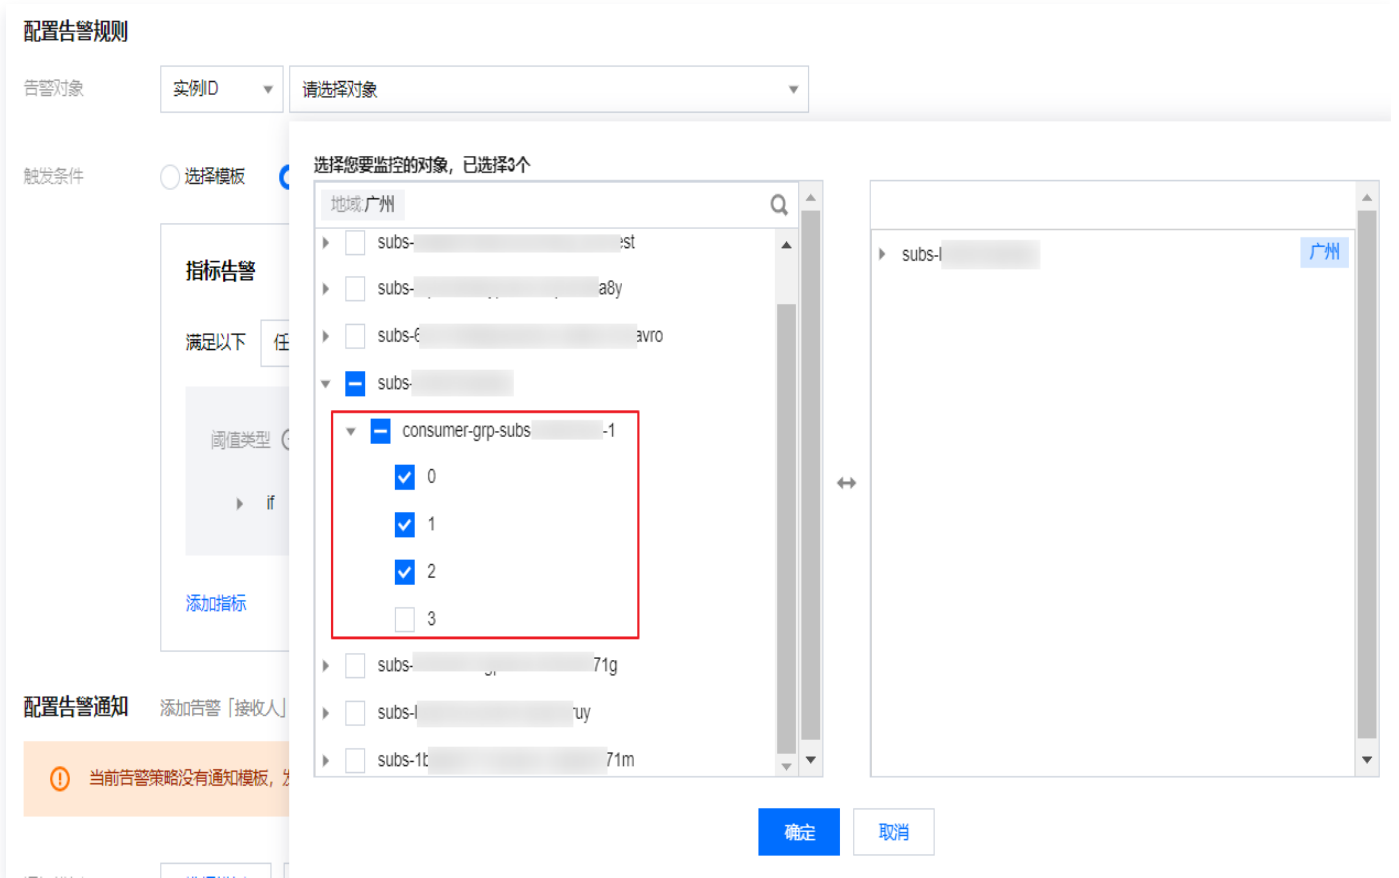 配置告警规则
告警对象 实例ID 请选择对象
选择您要监控的对象，已选择3个
触发条件 选择模板
地域:广州
subs- est
subs-l 广州
指标告警
subs- a8y
满足以下 任
subs-6 avro
subs-
阈值类型
consumer-grp-subs -1
0
if
1
2
添加指标
3
subs- 71g
配置告警通知 添加告警「接收人」
subs-l ruy
subs-1b 71m
当前告警策略没有通知模板，
确定 取消